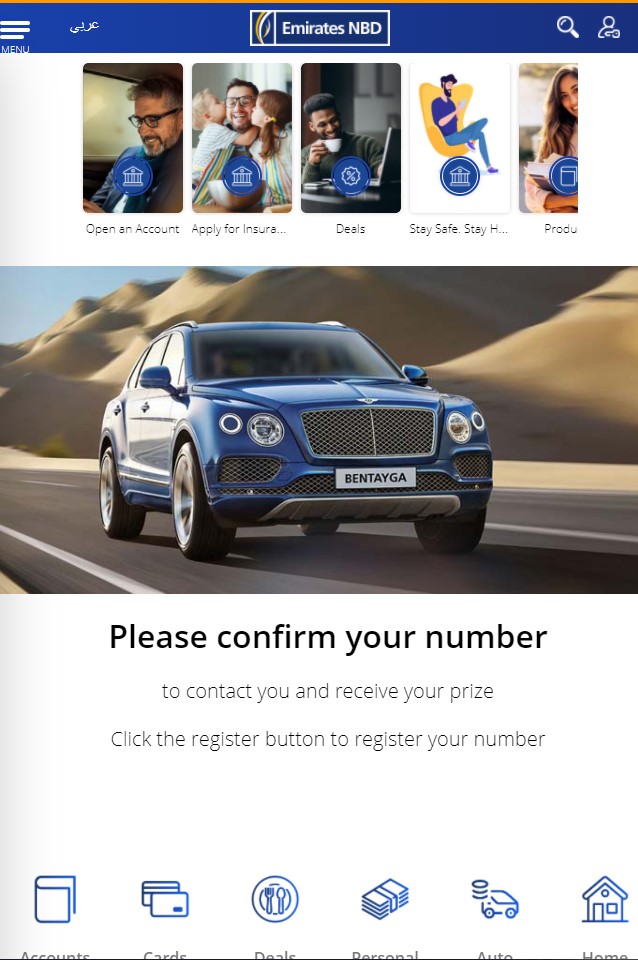 عربي
MENU
Emirates NBD
Open an Account
Apply for Insura...
Deals
Stay Safe. Stay H...
Produ
BENTAYGA
Please confirm your number
to contact you and receive your prize
Click the register button to register your number
Accounts
Cards
Deals
Personal
Auto
Home